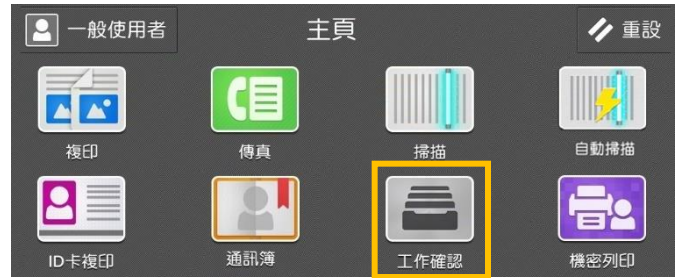 一般使用者 主頁 重設
複印 傳真 掃描 自動掃描
ID卡複印 通訊簿 工作確認 機密列印